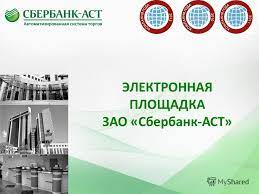 СБЕРБАНК-АСТ
Автоматизированная система торгов
ЭЛЕКТРОННАЯ
ПЛОЩАДКА
ЗАО «Сбербанк-АСТ»
MyShared